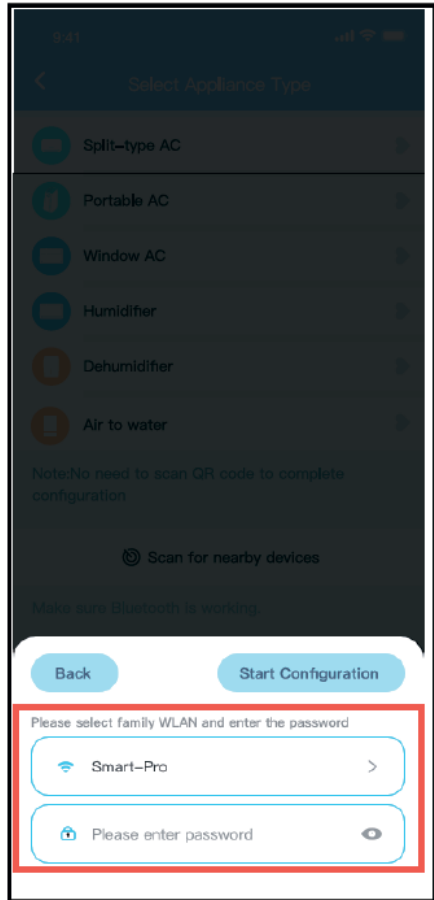 9:41
Select Appliance Type
Split-type AC
Portable AC
Window AC
Humidifier
Dehumidifier
Air to water
Note:No need to scan QR code to complete
configuration
Scan for nearby devices
Make sure Bluetooth is working.
Back
Start Configuration
Please select family WLAN and enter the password
Smart-Pro
Please enter password